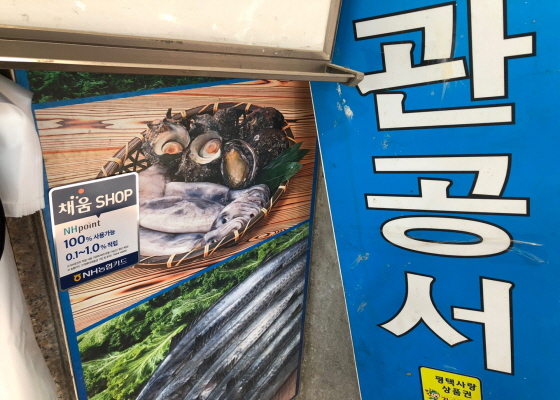 채움 SHOP
NHpoint
100% 사용가능
0.1~1.0% 적립
NH농협카드
관공서
평택사랑
상품권